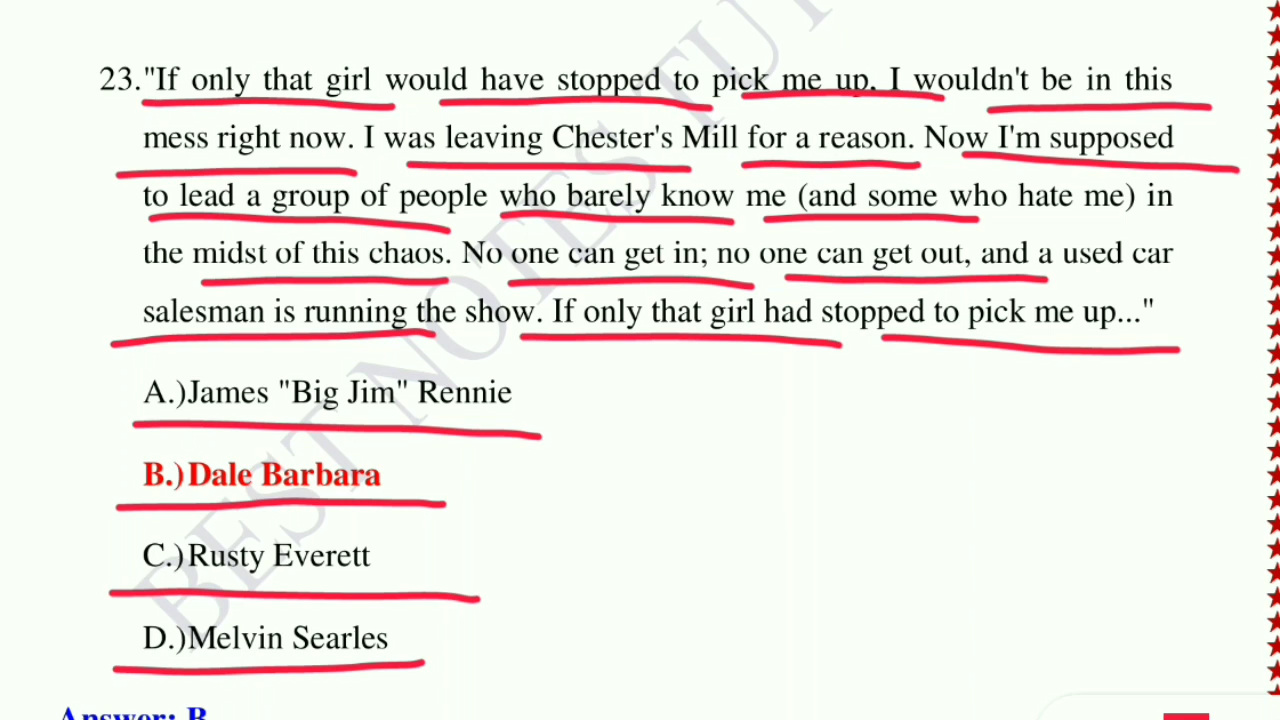 23."If only that girl would have stopped to pick me up, I wouldn't be in this
mess right now. I was leaving Chester's Mill for a reason. Now I'm supposed
to lead a group of people who barely know me (and some who hate me) in
the midst of this chaos. No one can get in; no one can get out, and a used car
salesman is running the show. If only that girl had stopped to pick me up..."
A.)James "Big Jim" Rennie
B.)Dale Barbara
C.)Rusty Everett
D.)Melvin Searles
Answer: B
BEST NOTES TUT